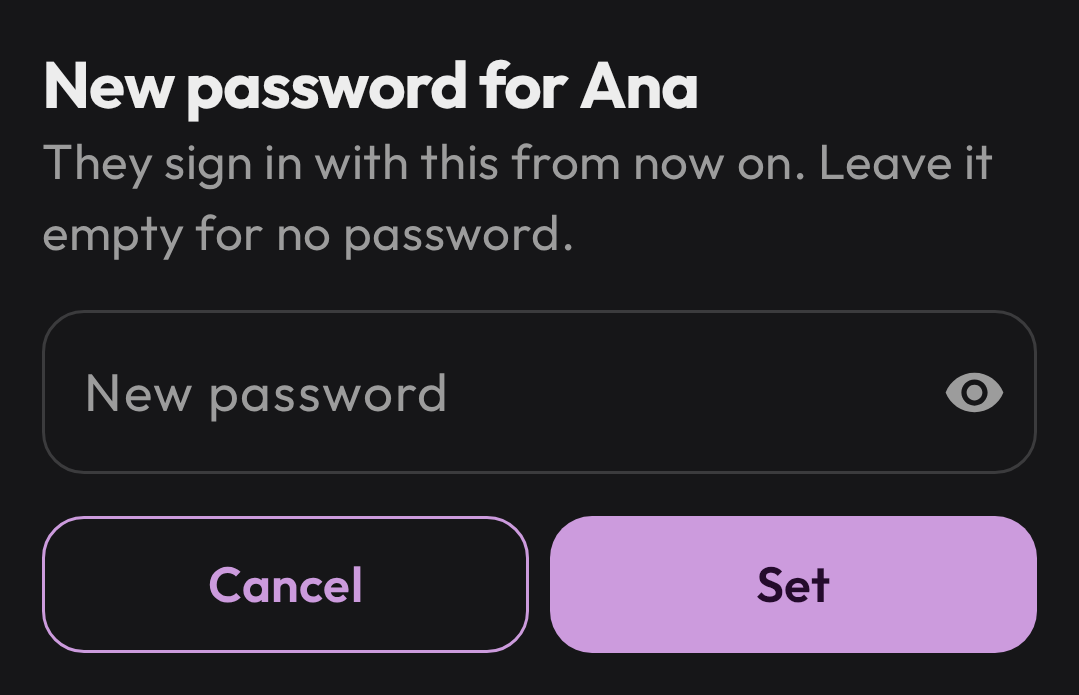 New password for Ana
They sign in with this from now on. Leave it
empty for no password.
New password
Cancel
Set